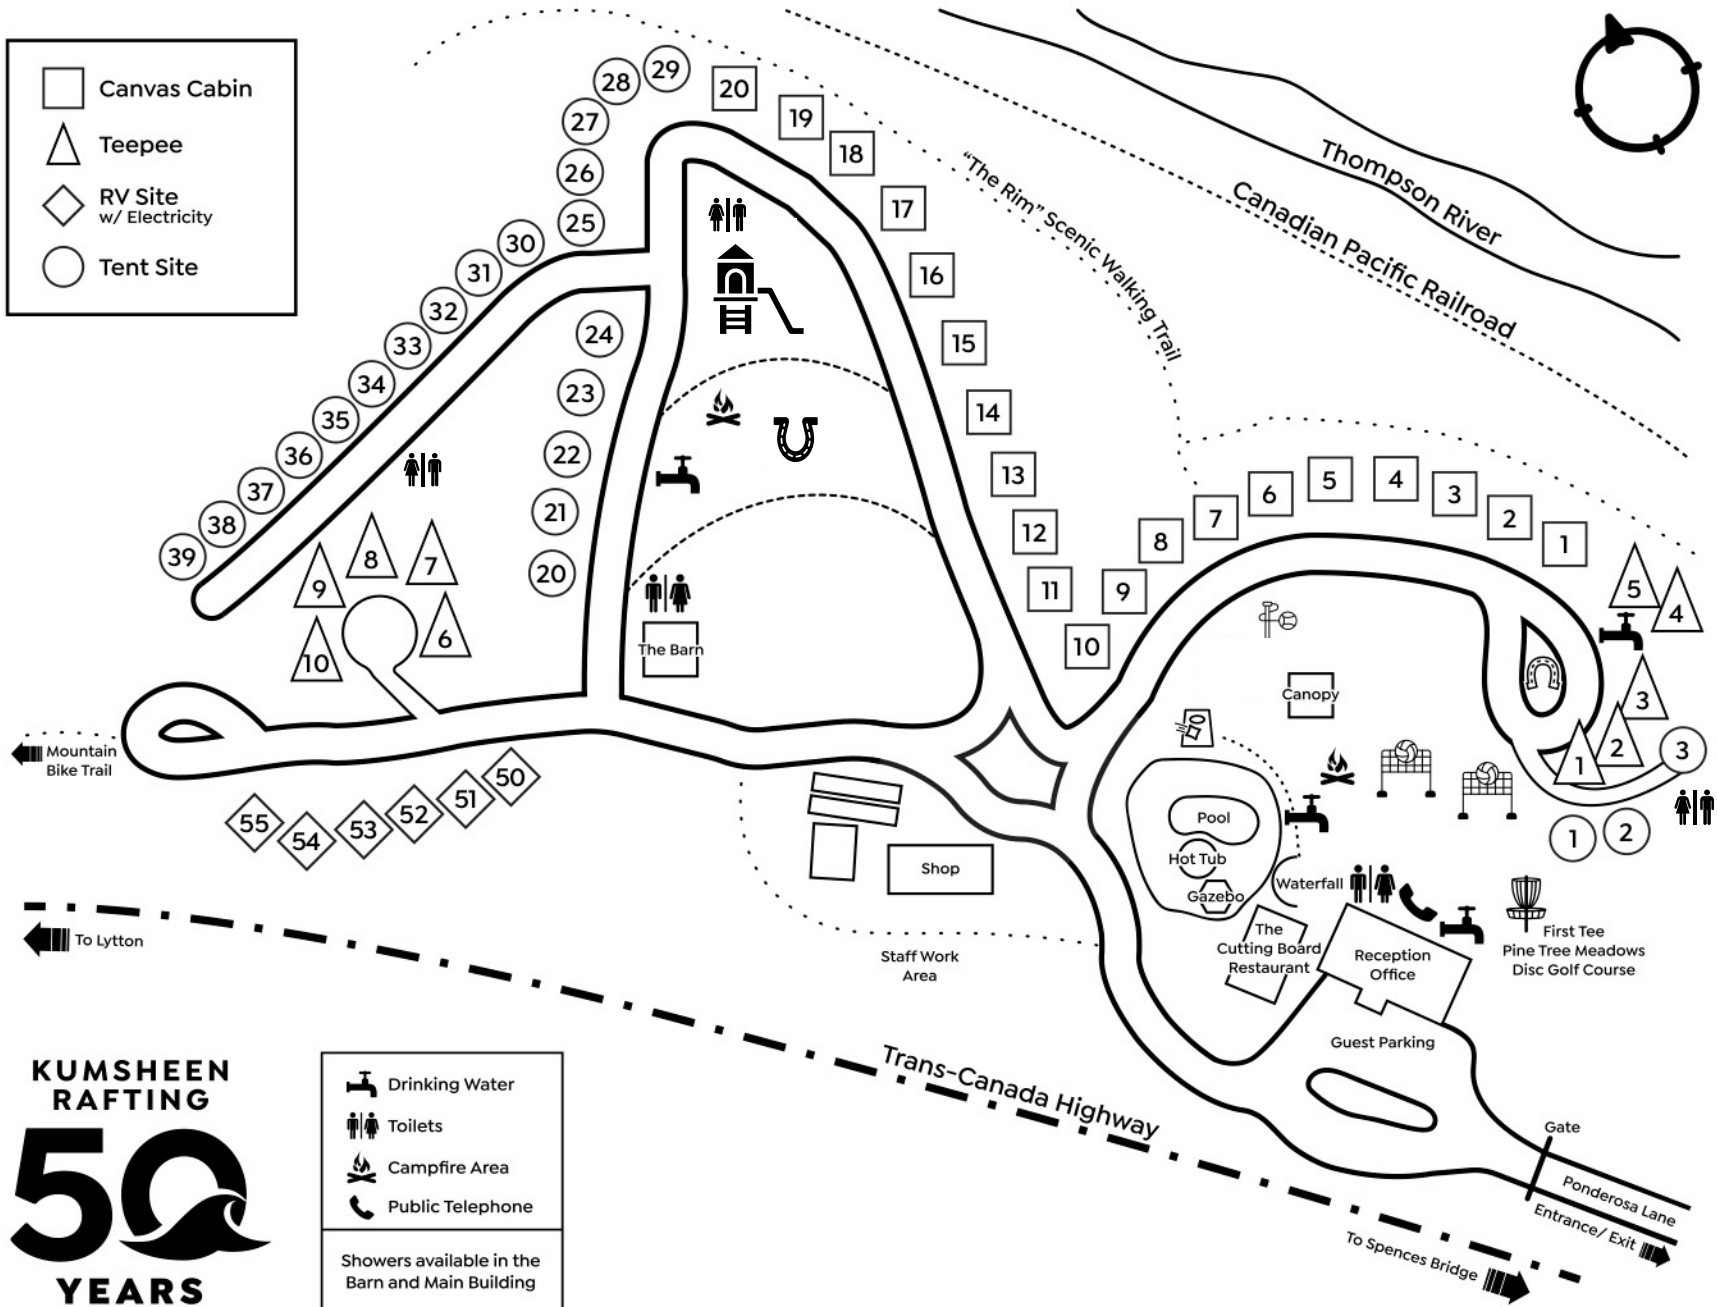 Canvas Cabin
Teepee
RV Site
w/ Electricity
Tent Site
28
29
27
26
25
30
31
32
33
34
35
36
37
38
39
24
23
22
21
20
20
19
18
17
16
15
14
13
12
11
10
9
8
7
6
5
4
3
2
1
"The Rim" Scenic Walking Trail
Thompson River
Canadian Pacific Railroad
5
4
3
2
1
3
1
2
8
7
9
6
10
The Barn
Canopy
Mountain
Bike Trail
50
51
52
53
54
55
Pool
Hot Tub
Gazebo
Waterfall
Shop
The
Cutting Board
Restaurant
Reception
Office
First Tee
Pine Tree Meadows
Disc Golf Course
Staff Work
Area
To Lytton
Guest Parking
Trans-Canada Highway
Gate
Ponderosa Lane
Entrance/ Exit
To Spences Bridge
KUMSHEEN
RAFTING
50
YEARS
Drinking Water
Toilets
Campfire Area
Public Telephone
Showers available in the
Barn and Main Building